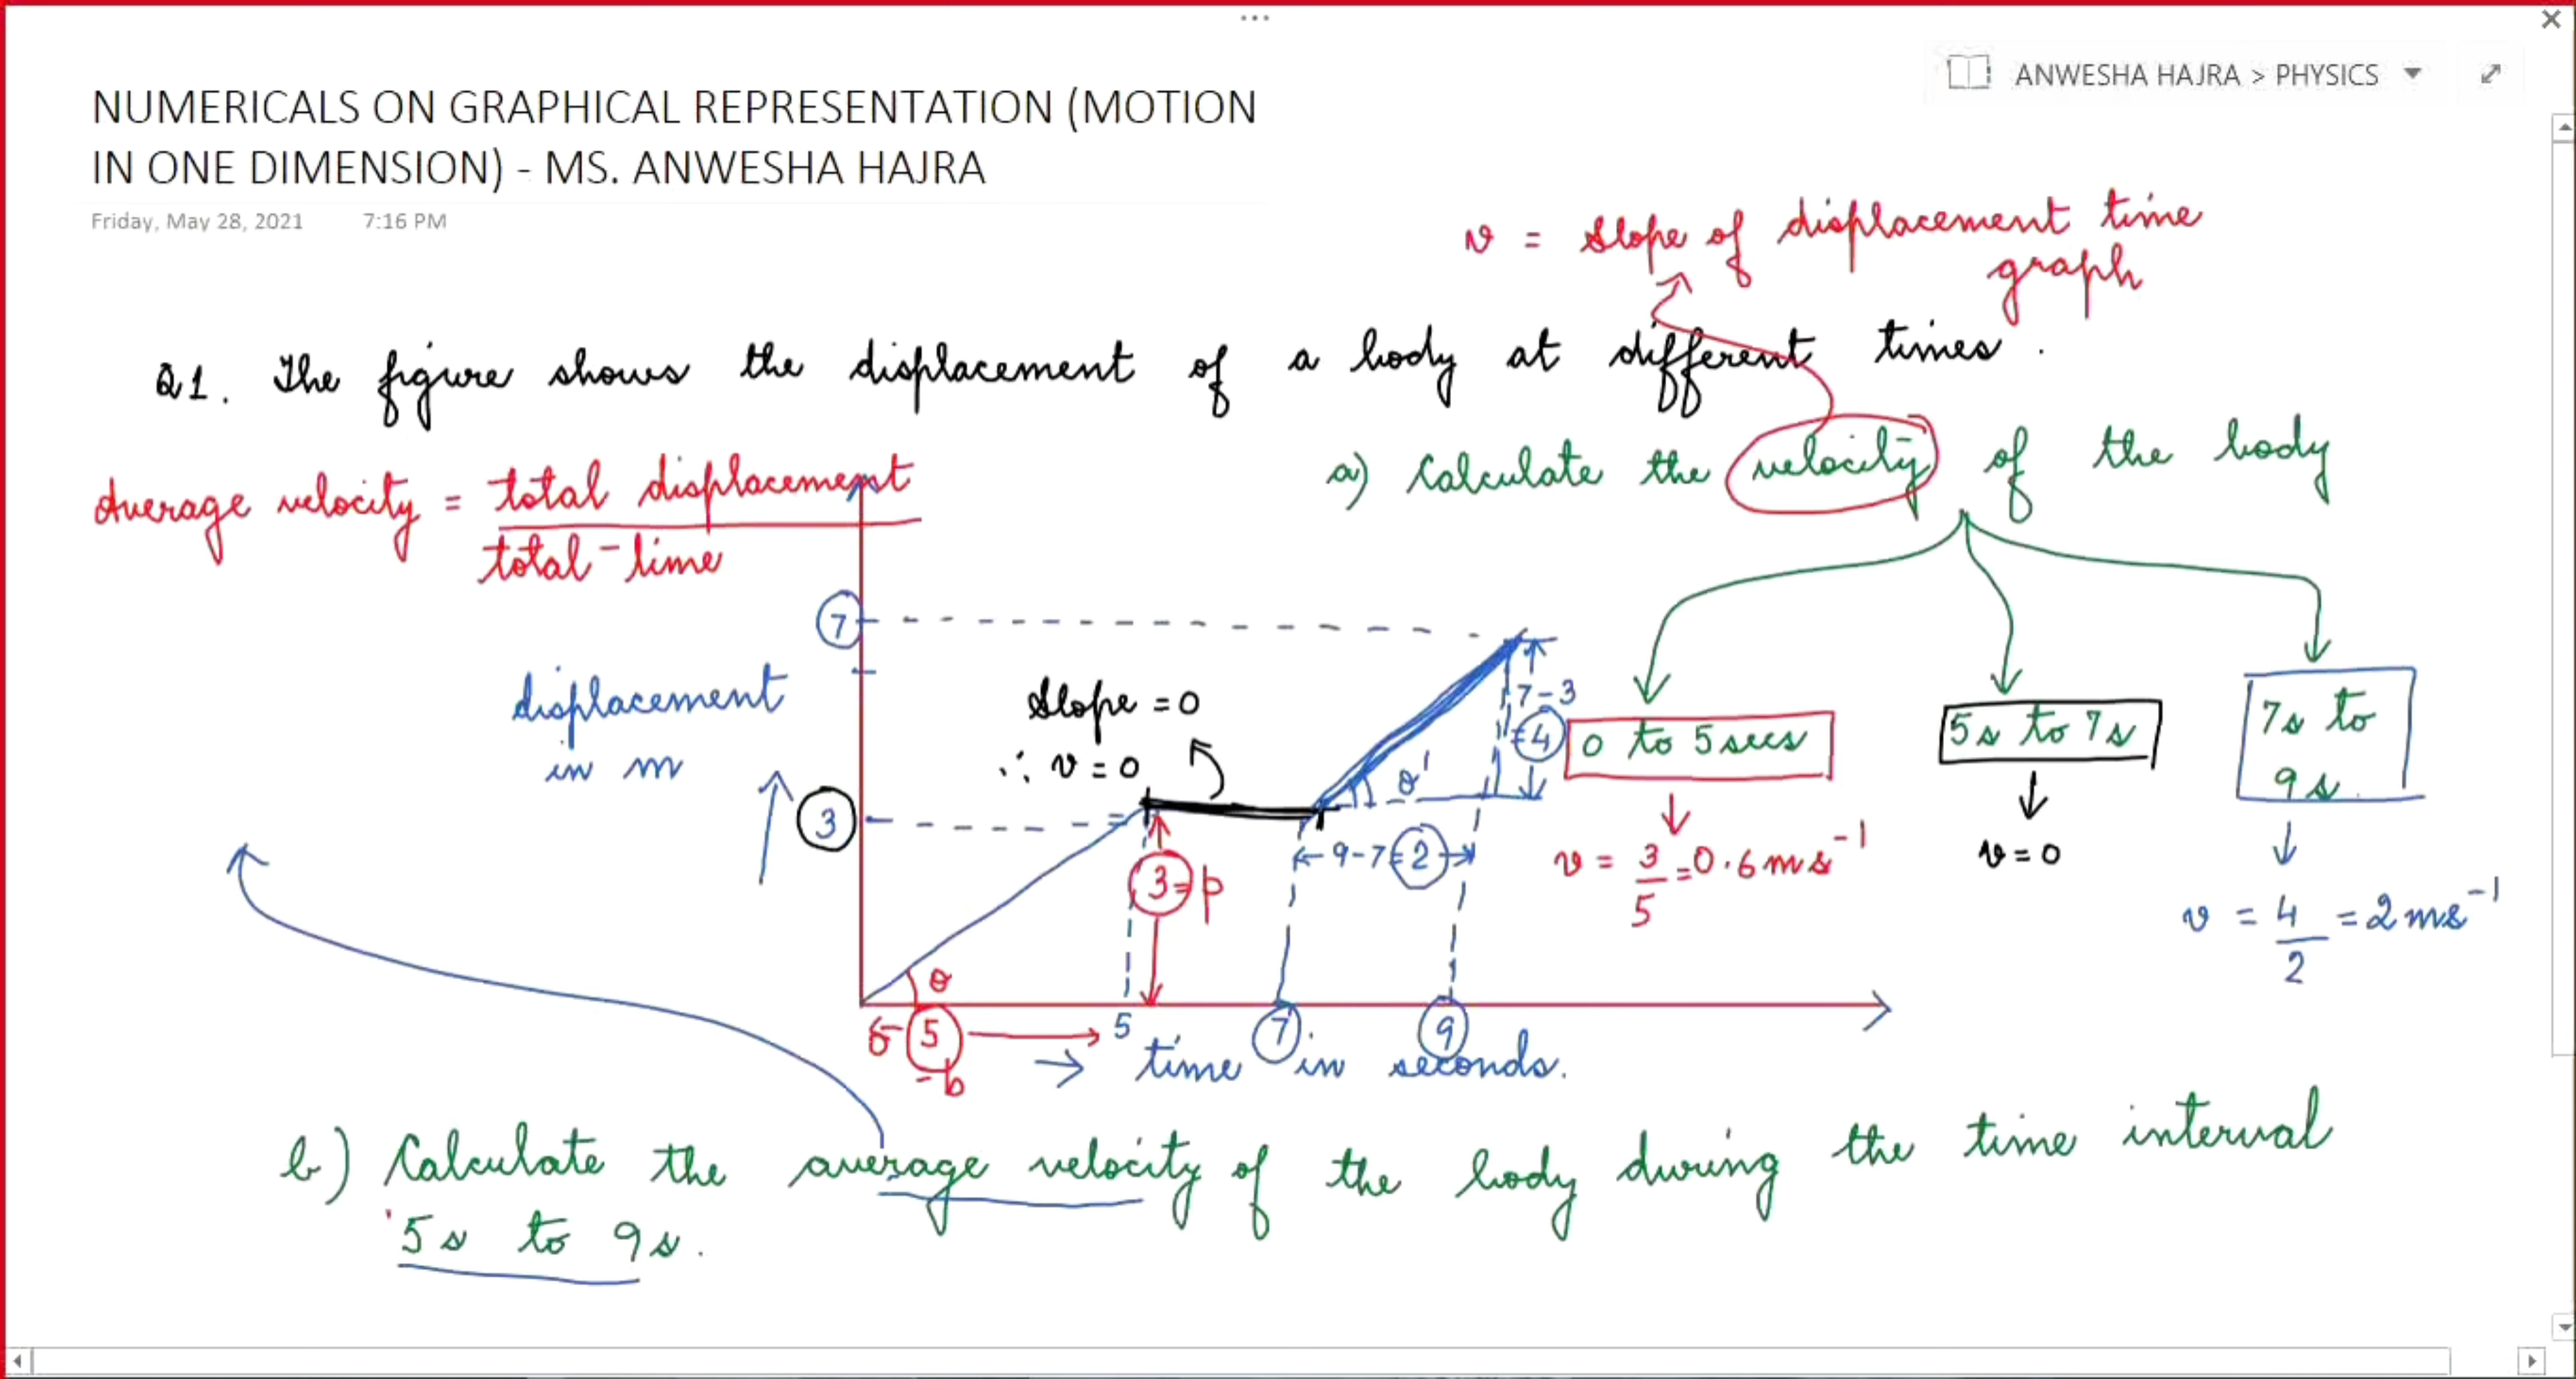 ANWESHA HAJRA > PHYSICS
NUMERICALS ON GRAPHICAL REPRESENTATION (MOTION
IN ONE DIMENSION) - MS. ANWESHA HAJRA
Friday, May 28, 2021 7:16 PM
v = slope of displacement time
graph
Q1. The figure shows the displacement of a body at different times.
a) Calculate the velocity of the body
Average velocity = total displacement
total time
7
displacement
in m
Slope = 0
∴ v = 0
7-3
=4
0 to 5 secs
5s to 7s
7s to
9s.
θ'
3
3=p
9-7=2
v = 3/5 = 0.6 ms⁻¹
v = 0
v = 4/2 = 2 ms⁻¹
θ
5
=b
5
7
9
→ time in seconds.
b) Calculate the average velocity of the body during the time interval
5s to 9s.